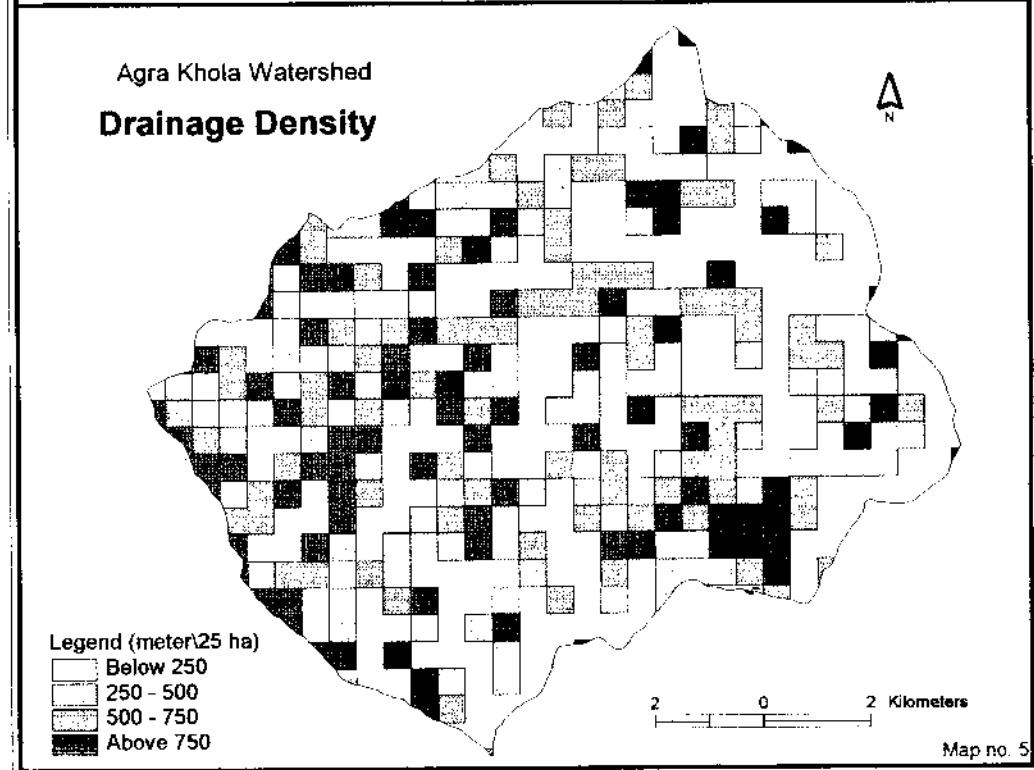 Agra Khola Watershed
Drainage Density
N
Legend (meter\25 ha)
Below 250
250 - 500
500 - 750
Above 750
2 0 2 Kilometers
Map no. 5